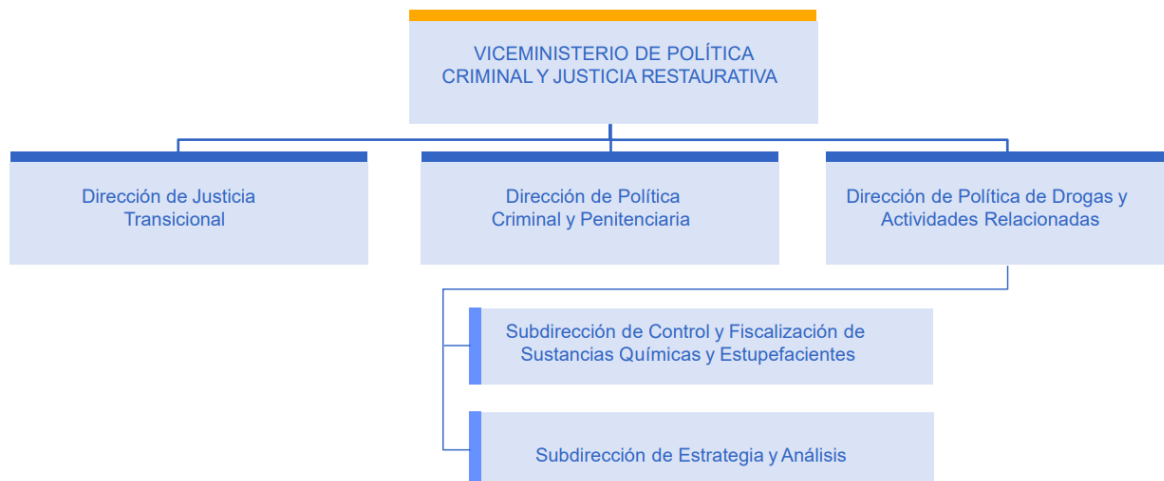 VICEMINISTERIO DE POLÍTICA
CRIMINAL Y JUSTICIA RESTAURATIVA
Dirección de Justicia
Transicional
Dirección de Política
Criminal y Penitenciaria
Dirección de Política de Drogas y
Actividades Relacionadas
Subdirección de Control y Fiscalización de
Sustancias Químicas y Estupefacientes
Subdirección de Estrategia y Análisis